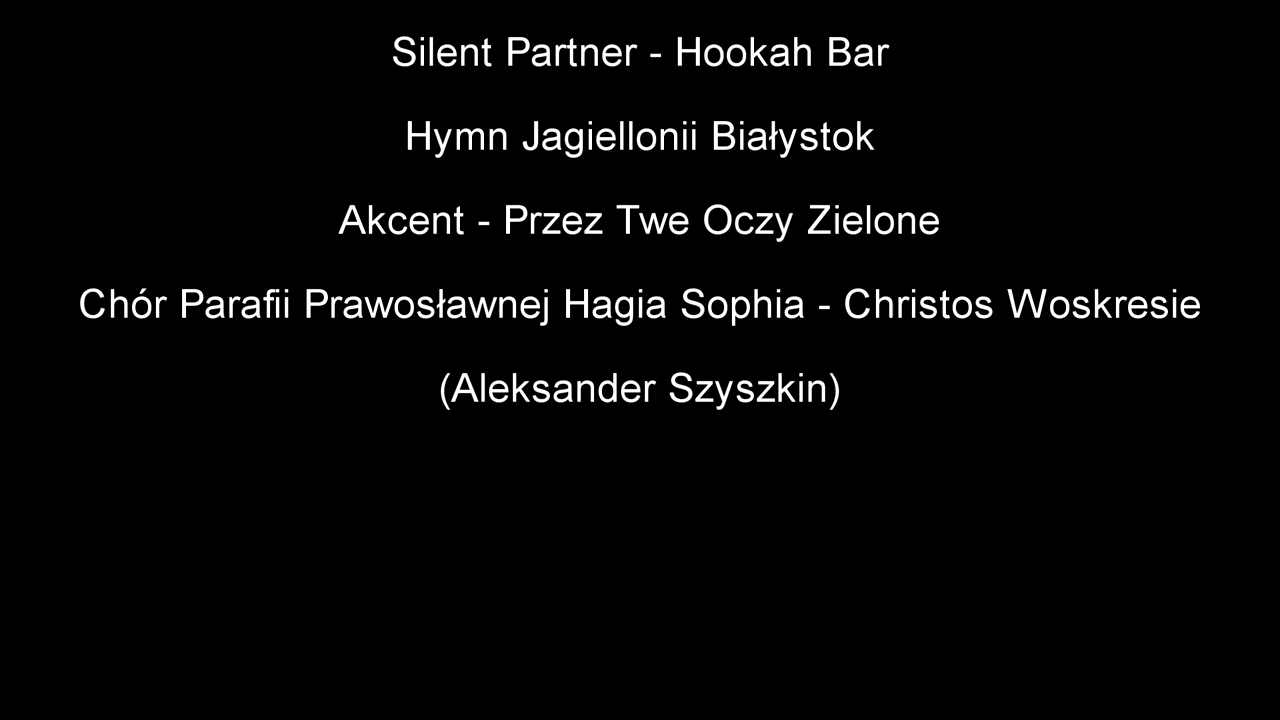 Silent Partner - Hookah Bar
Hymn Jagiellonii Białystok
Akcent - Przez Twe Oczy Zielone
Chór Parafii Prawosławnej Hagia Sophia - Christos Woskresie
(Aleksander Szyszkin)